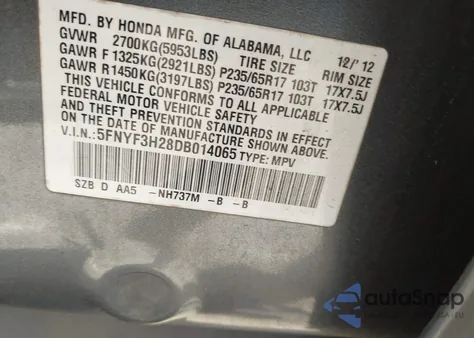 MFD. BY HONDA MFG. OF ALABAMA, LLC 12/'12
GVWR 2700KG(5953LBS) TIRE SIZE RIM SIZE
GAWR F 1325KG(2921LBS) P235/65R17 103T 17X7.5J
GAWR R1450KG(3197LBS) P235/65R17 103T 17X7.5J
THIS VEHICLE CONFORMS TO ALL APPLICABLE
FEDERAL MOTOR VEHICLE SAFETY
AND THEFT PREVENTION STANDARDS IN EFFECT
ON THE DATE OF MANUFACTURE SHOWN ABOVE.
V.I.N.:5FNYF3H28DB014065 TYPE: MPV
SZB D AA5 -NH737M -B -B
autoSnap